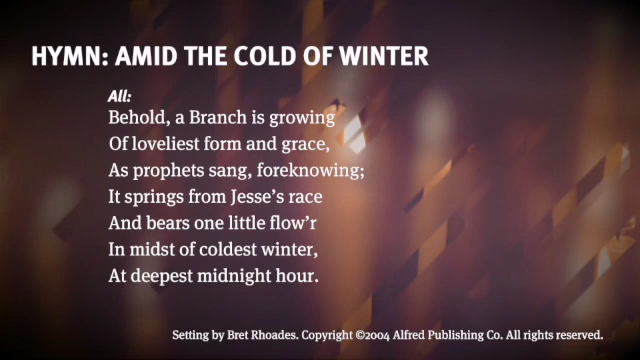 HYMN: AMID THE COLD OF WINTER
All:
Behold, a Branch is growing
Of loveliest form and grace,
As prophets sang, foreknowing;
It springs from Jesse’s race
And bears one little flow’r
In midst of coldest winter,
At deepest midnight hour.
Setting by Bret Rhoades. Copyright ©2004 Alfred Publishing Co. All rights reserved.